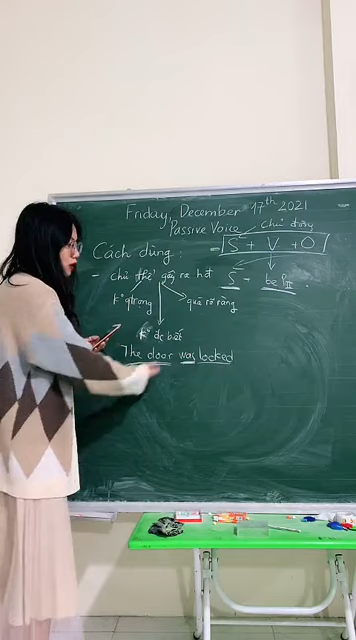 Friday, December 17th 2021
Passive Voice
chủ động
Cách dùng :
= S + V + O
- chủ thể gây ra hđ
S - be PII
k° qtrong
quá rõ ràng
k° đc biết
The door was locked